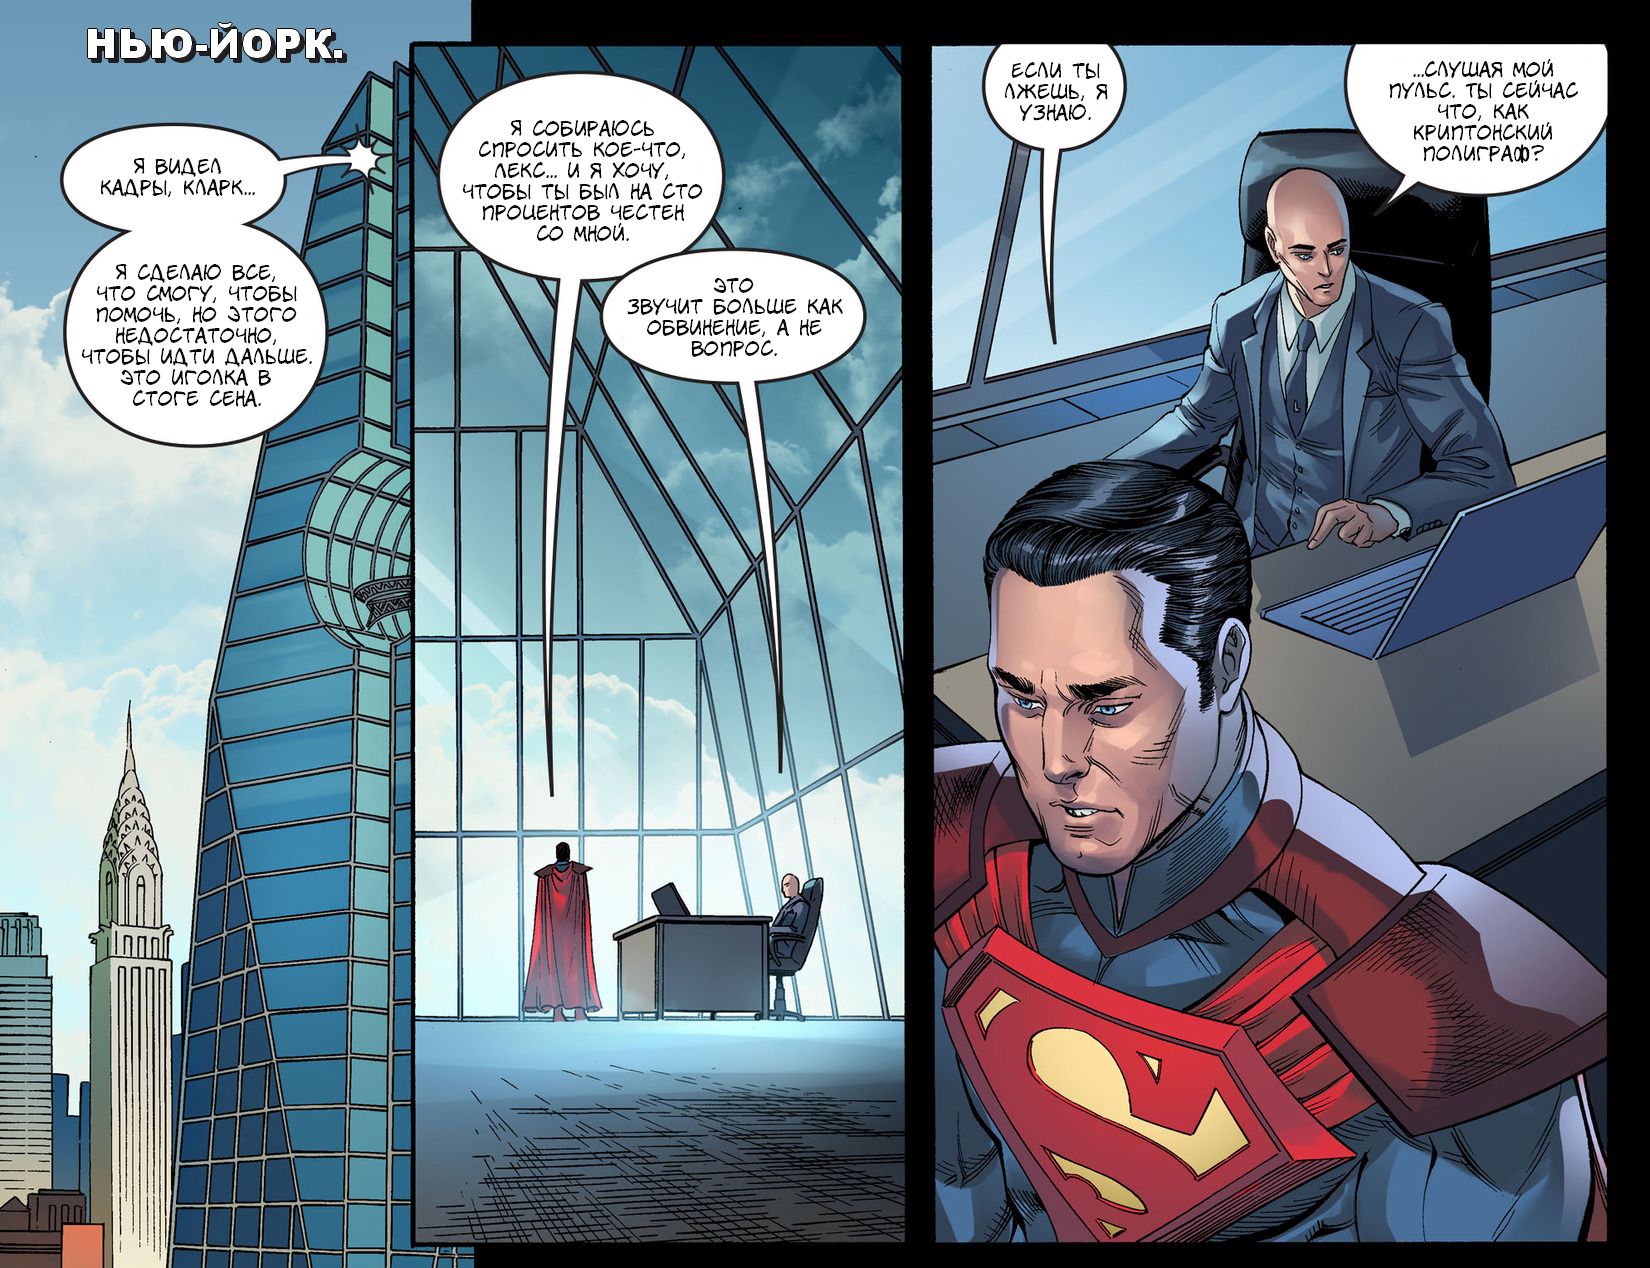 НЬЮ-ЙОРК.
Я ВИДЕЛ
КАДРЫ, КЛАРК...
Я СДЕЛАЮ ВСЕ,
ЧТО СМОГУ, ЧТОБЫ
ПОМОЧЬ, НО ЭТОГО
НЕДОСТАТОЧНО,
ЧТОБЫ ИДТИ ДАЛЬШЕ.
ЭТО ИГОЛКА В
СТОГЕ СЕНА.
Я СОБИРАЮСЬ
СПРОСИТЬ КОЕ-ЧТО,
ЛЕКС... И Я ХОЧУ,
ЧТОБЫ ТЫ БЫЛ НА СТО
ПРОЦЕНТОВ ЧЕСТЕН
СО МНОЙ.
ЭТО
ЗВУЧИТ БОЛЬШЕ КАК
ОБВИНЕНИЕ, А НЕ
ВОПРОС.
ЕСЛИ ТЫ
ЛЖЕШЬ, Я
УЗНАЮ.
...СЛУШАЯ МОЙ
ПУЛЬС. ТЫ СЕЙЧАС
ЧТО, КАК
КРИПТОНСКИЙ
ПОЛИГРАФ?
L
S